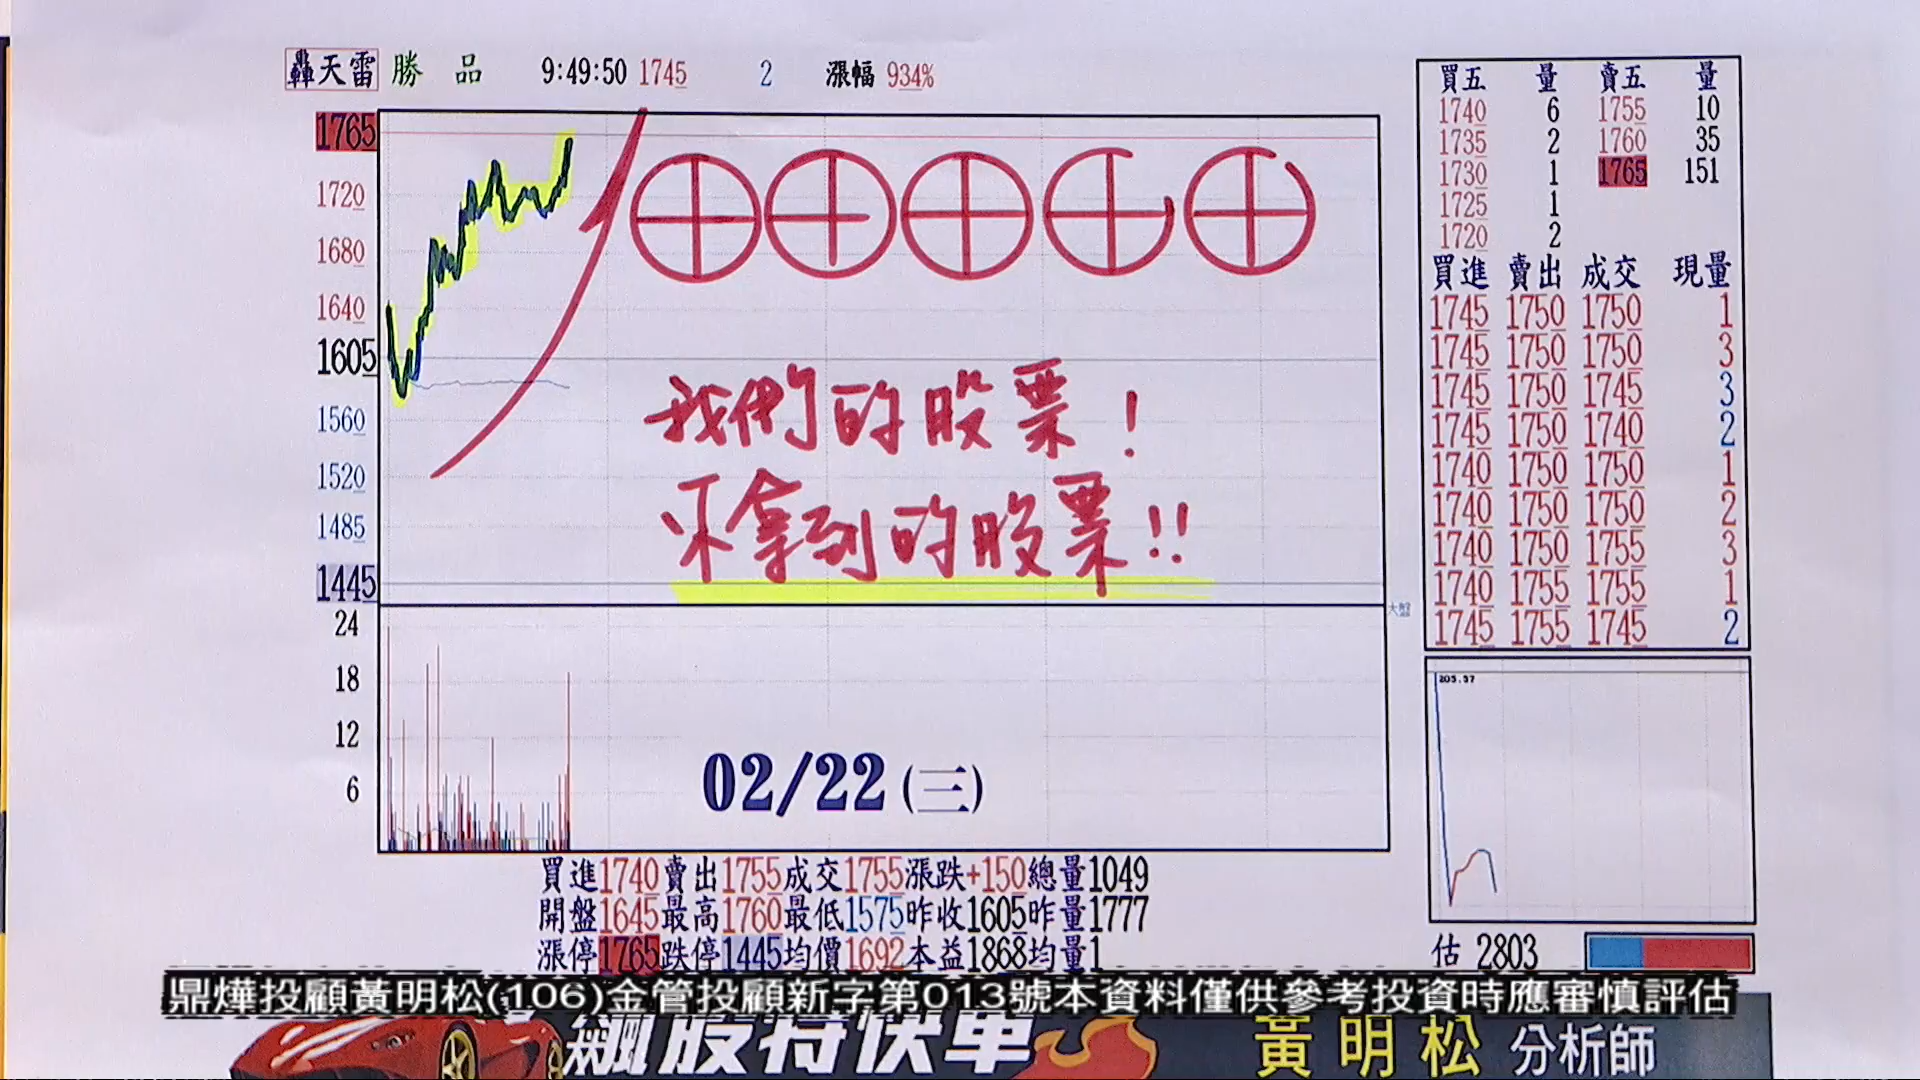 轟天雷 勝品 9:49:50 1745 2 漲幅 934%
1765
1720
1680
1640
1605
1560
1520
1485
1445
24
18
12
6
我們的股票！
不拿到的股票！！
大盤
02/22(三)
買五 量 賣五 量
1740 6 1755 10
1735 2 1760 35
1730 1 1765 151
1725 1
1720 2
買進 賣出 成交 現量
1745 1750 1750 1
1745 1750 1750 3
1745 1750 1745 3
1745 1750 1740 2
1740 1750 1750 1
1740 1750 1750 2
1740 1750 1755 3
1740 1755 1755 1
1745 1755 1745 2
203.37
估 2803
買進1740賣出1755成交1755漲跌+150總量1049
開盤1645最高1760最低1575昨收1605昨量1777
漲停1765跌停1445均價1692本益1868均量1
鼎燁投顧黃明松(106)金管投顧新字第013號本資料僅供參考投資時應審慎評估
飆股特快車 黃明松 分析師